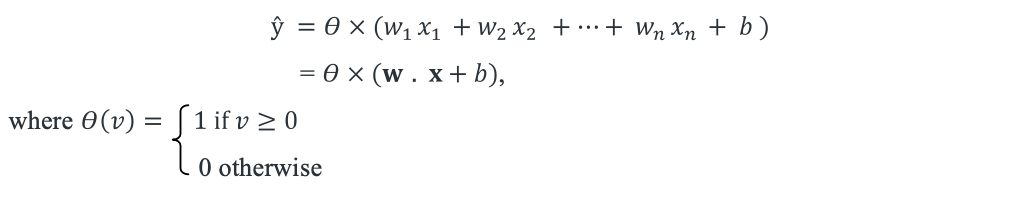 ŷ = θ × (w₁ x₁ + w₂ x₂ + ⋯ + wₙ xₙ + b )
= θ × (w . x + b),
where θ(v) = { 1 if v ≥ 0
0 otherwise